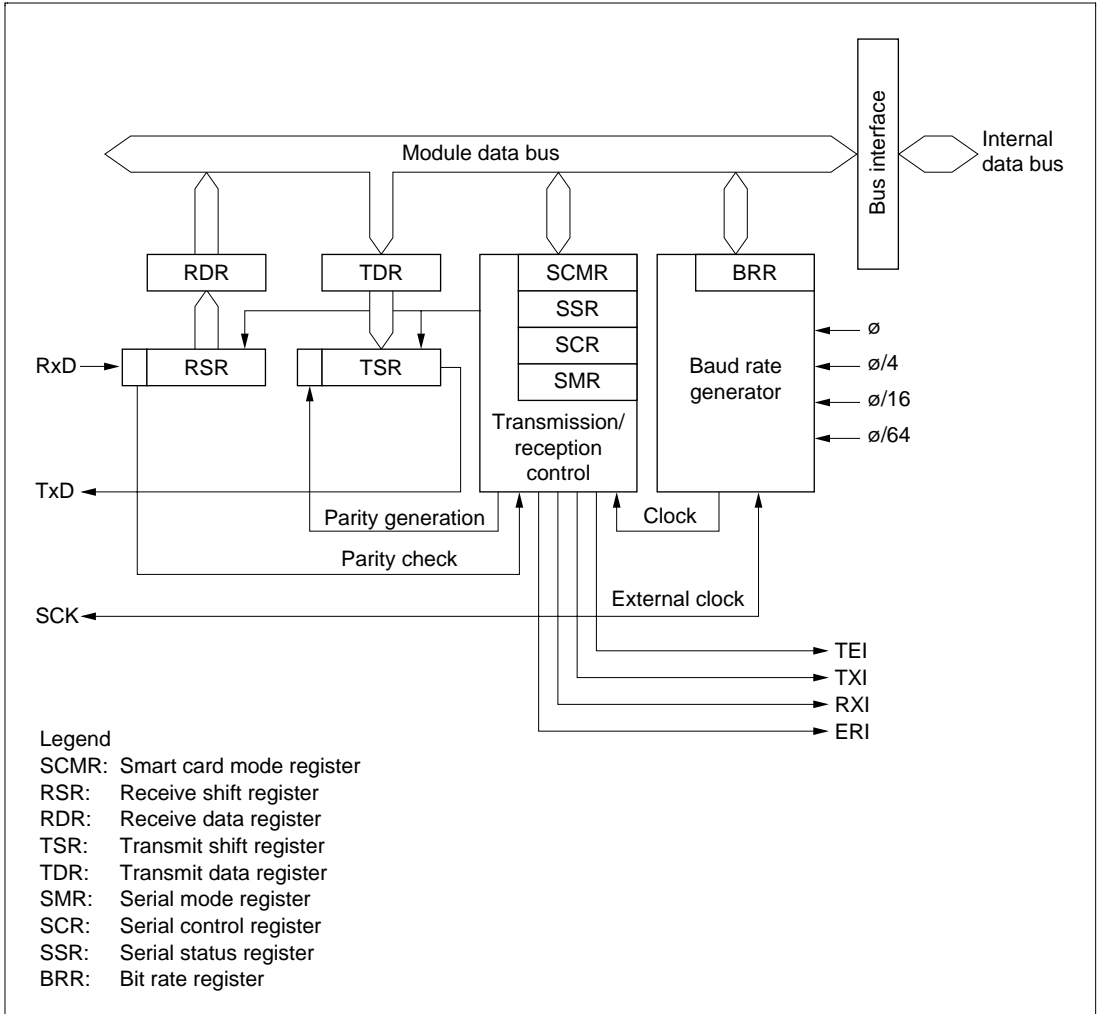 Bus interface
Internal
data bus
Module data bus
RDR
TDR
SCMR
BRR
SSR
SCR
SMR
RxD
RSR
TSR
Baud rate
generator
ø
ø/4
ø/16
ø/64
Transmission/
reception
control
TxD
Parity generation
Clock
Parity check
SCK
External clock
TEI
TXI
RXI
ERI
Legend
SCMR: Smart card mode register
RSR: Receive shift register
RDR: Receive data register
TSR: Transmit shift register
TDR: Transmit data register
SMR: Serial mode register
SCR: Serial control register
SSR: Serial status register
BRR: Bit rate register